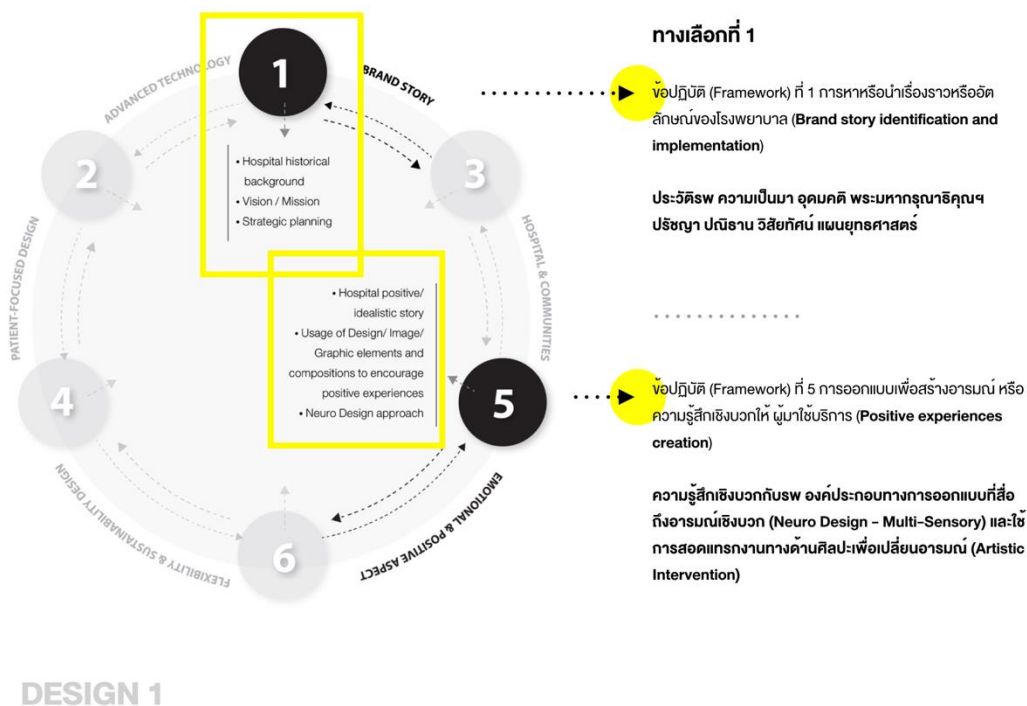 1
2
3
4
5
6
ADVANCED TECHNOLOGY
BRAND STORY
PATIENT-FOCUSED DESIGN
HOSPITAL & COMMUNITIES
FLEXIBILITY & SUSTAINABILITY DESIGN
EMOTIONAL & POSITIVE ASPECT
• Hospital historical
background
• Vision / Mission
• Strategic planning
• Hospital positive/
idealistic story
• Usage of Design/ Image/
Graphic elements and
compositions to encourage
positive experiences
• Neuro Design approach
ทางเลือกที่ 1
ข้อปฏิบัติ (Framework) ที่ 1 การหาหรือนำเรื่องราวหรืออัต
ลักษณ์ของโรงพยาบาล (Brand story identification and
implementation)
ประวัติรพ ความเป็นมา อุดมคติ พระมหากรุณาธิคุณฯ
ปรัชญา ปณิธาน วิสัยทัศน์ แผนยุทธศาสตร์
ข้อปฏิบัติ (Framework) ที่ 5 การออกแบบเพื่อสร้างอารมณ์ หรือ
ความรู้สึกเชิงบวกให้ ผู้มาใช้บริการ (Positive experiences
creation)
ความรู้สึกเชิงบวกกับรพ องค์ประกอบทางการออกแบบที่สื่อ
ถึงอารมณ์เชิงบวก (Neuro Design - Multi-Sensory) และใช้
การสอดแทรกงานทางด้านศิลปะเพื่อเปลี่ยนอารมณ์ (Artistic
Intervention)
DESIGN 1